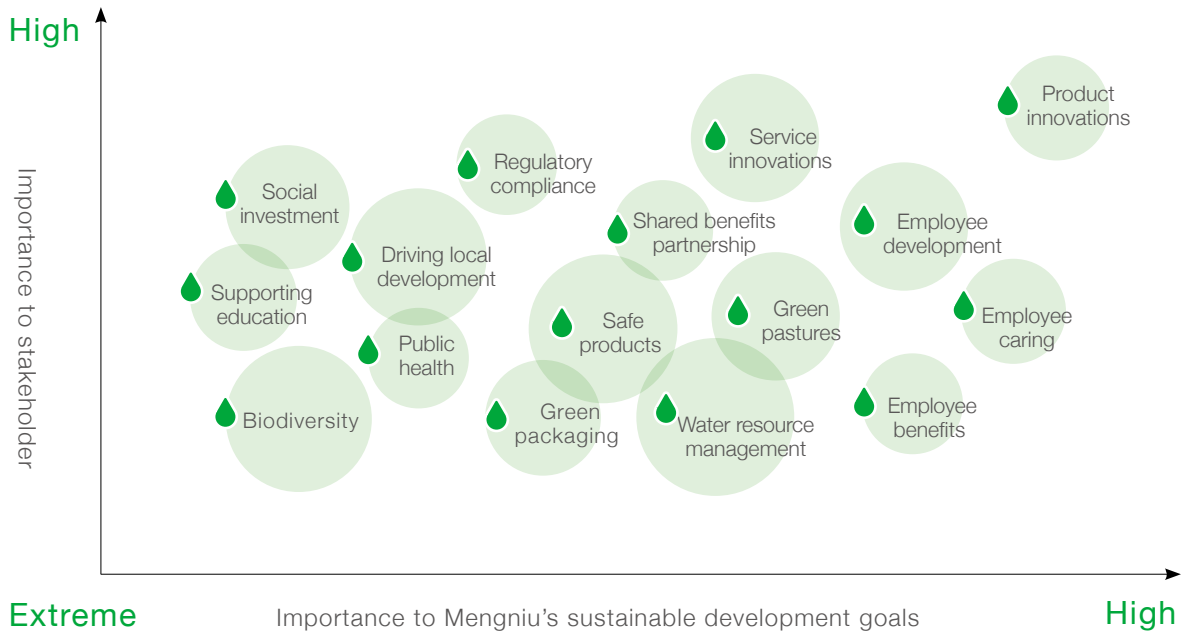 High
Importance to stakeholder
Product
innovations
Service
innovations
Regulatory
compliance
Social
investment
Shared benefits
partnership
Employee
development
Driving local
development
Supporting
education
Green
pastures
Employee
caring
Safe
products
Public
health
Biodiversity
Green
packaging
Water resource
management
Employee
benefits
Extreme
Importance to Mengniu's sustainable development goals
High